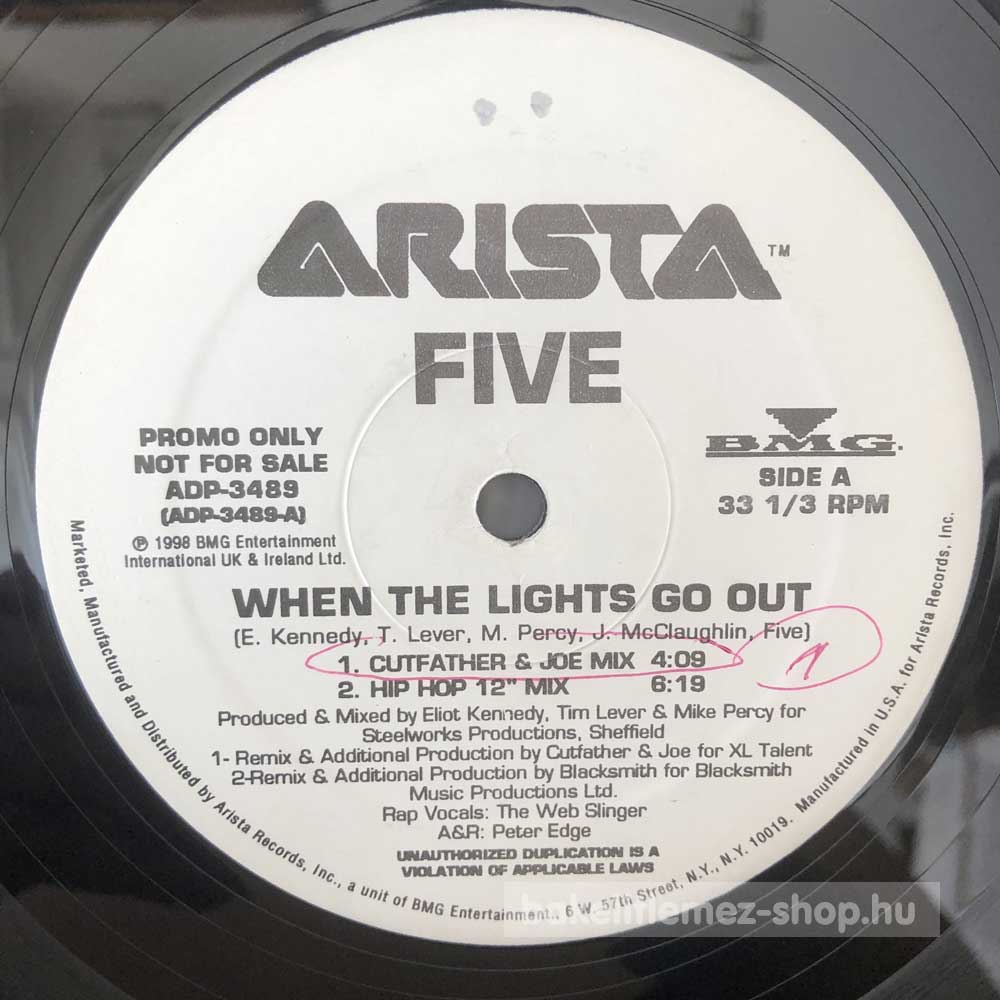 ARISTA™
FIVE
PROMO ONLY
NOT FOR SALE
ADP-3489
(ADP-3489-A)
℗ 1998 BMG Entertainment
International UK & Ireland Ltd.
BMG.
SIDE A
33 1/3 RPM
WHEN THE LIGHTS GO OUT
(E. Kennedy, T. Lever, M. Percy, J. McClaughlin, Five)
1. CUTFATHER & JOE MIX 4:09
1
2. HIP HOP 12" MIX 6:19
Produced & Mixed by Eliot Kennedy, Tim Lever & Mike Percy for
Steelworks Productions, Sheffield
1- Remix & Additional Production by Cutfather & Joe for XL Talent
2-Remix & Additional Production by Blacksmith for Blacksmith
Music Productions Ltd.
Rap Vocals: The Web Slinger
A&R: Peter Edge
UNAUTHORIZED DUPLICATION IS A
VIOLATION OF APPLICABLE LAWS
Marketed, Manufactured and Distributed by Arista Records, Inc., a unit of BMG Entertainment., 6 W. 57th Street, N.Y., N.Y. 10019. Manufactured in U.S.A. for Arista Records, Inc.
bakelitlemez-shop.hu